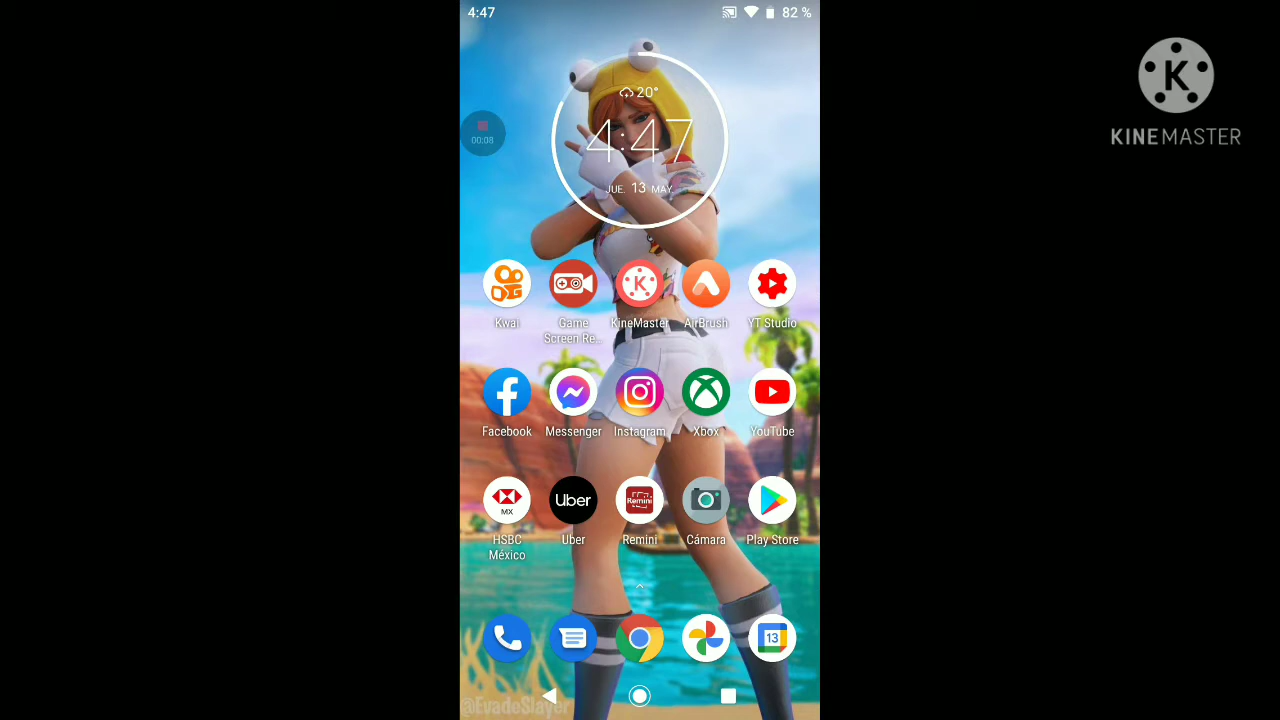 4:47
82 %
K
KINEMASTER
20°
4:47
JUE. 13 MAY.
00:08
Kwai
Game
Screen Re..
KineMaster
AirBrush
YT Studio
Facebook
Messenger
Instagram
Xbox
YouTube
MX
Uber
Remini
HSBC
México
Uber
Remini
Cámara
Play Store
13
@EvadeSlayer